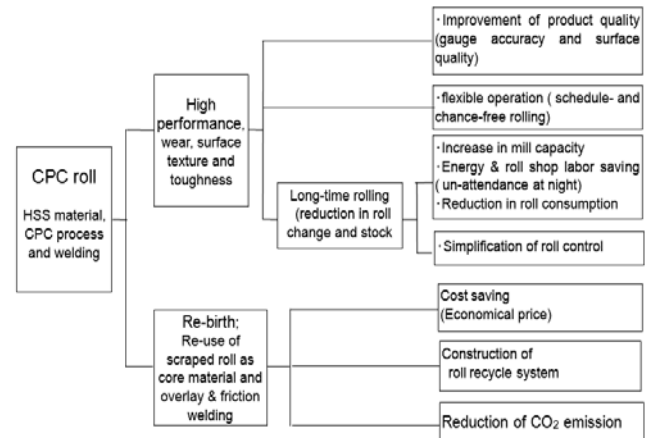 CPC roll
HSS material,
CPC process
and welding
High
performance,
wear, surface
texture and
toughness
·Improvement of product quality
(gauge accuracy and surface
quality)
·flexible operation ( schedule- and
chance-free rolling)
Long-time rolling
(reduction in roll
change and stock
·Increase in mill capacity
·Energy & roll shop labor saving
( un-attendance at night)
·Reduction in roll consumption
·Simplification of roll control
Re-birth;
Re-use of
scraped roll as
core material and
overlay & friction
welding
Cost saving
(Economical price)
Construction of
roll recycle system
Reduction of CO₂ emission